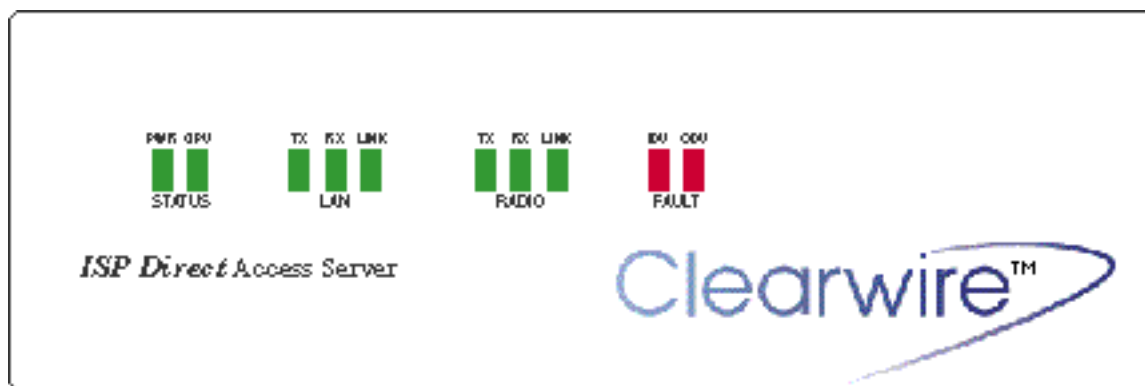 PWR CPU TX RX LINK TX RX LINK IDU ODU
STATUS LAN RADIO FAULT
ISP Direct Access Server
Clearwire™